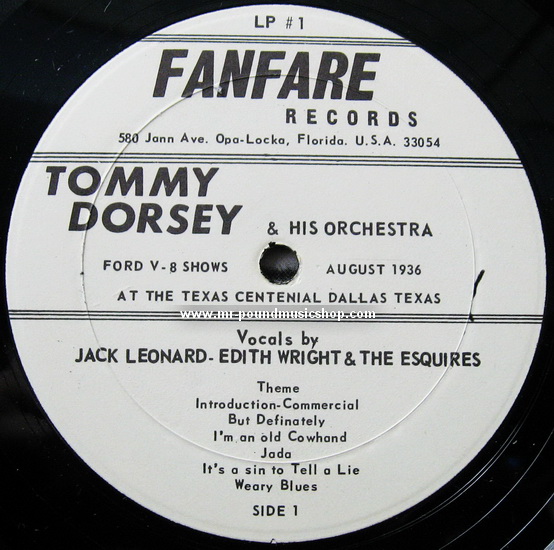 LP #1
FANFARE
RECORDS
580 Jann Ave. Opa-Locka, Florida. U.S.A. 33054
TOMMY
DORSEY & HIS ORCHESTRA
FORD V-8 SHOWS AUGUST 1936
AT THE TEXAS CENTENIAL DALLAS TEXAS
www.mr-poundmusicshop.com
Vocals by
JACK LEONARD-EDITH WRIGHT & THE ESQUIRES
Theme
Introduction-Commercial
But Definately
I'm an old Cowhand
Jada
It's a sin to Tell a Lie
Weary Blues
SIDE 1